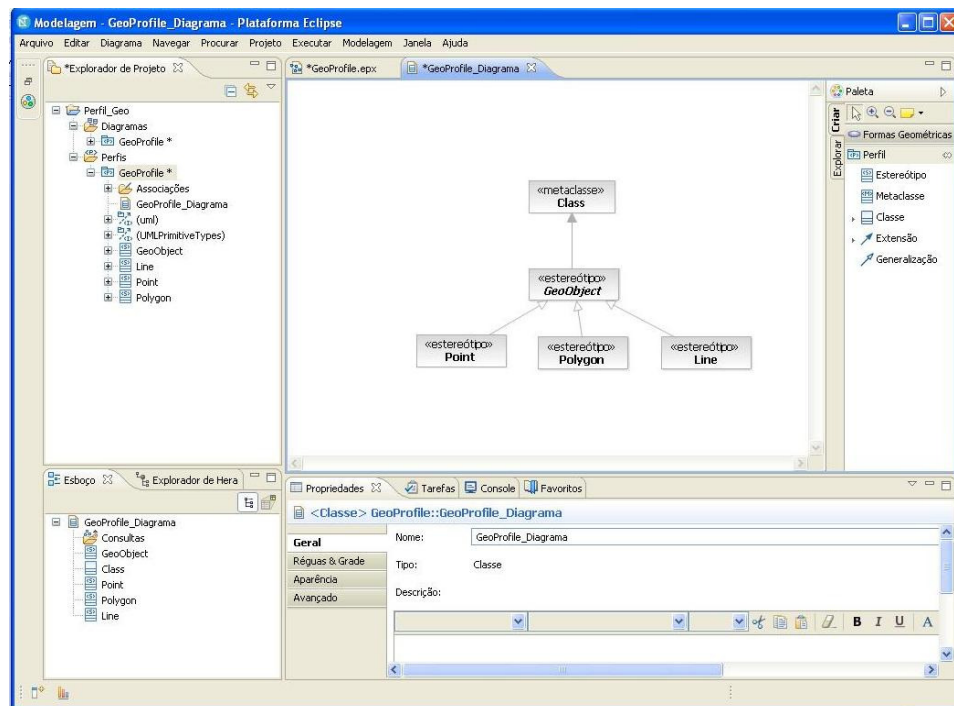 Modelagem - GeoProfile_Diagrama - Plataforma Eclipse
Arquivo Editar Diagrama Navegar Procurar Projeto Executar Modelagem Janela Ajuda
*Explorador de Projeto
Perfil_Geo
Diagramas
GeoProfile *
Perfis
GeoProfile *
Associações
GeoProfile_Diagrama
(uml)
(UMLPrimitiveTypes)
GeoObject
Line
Point
Polygon
*GeoProfile.epx
*GeoProfile_Diagrama
«metaclasse»
Class
«estereótipo»
GeoObject
«estereótipo»
Point
«estereótipo»
Polygon
«estereótipo»
Line
Paleta
Criar
Explorar
Formas Geométricas
Perfil
Estereótipo
Metaclasse
Classe
Extensão
Generalização
Esboço
Explorador de Hera
GeoProfile_Diagrama
Consultas
GeoObject
Class
Point
Polygon
Line
Propriedades
Tarefas
Console
Favoritos
<Classe> GeoProfile::GeoProfile_Diagrama
Geral
Réguas & Grade
Aparência
Avançado
Nome: GeoProfile_Diagrama
Tipo: Classe
Descrição:
B I U A